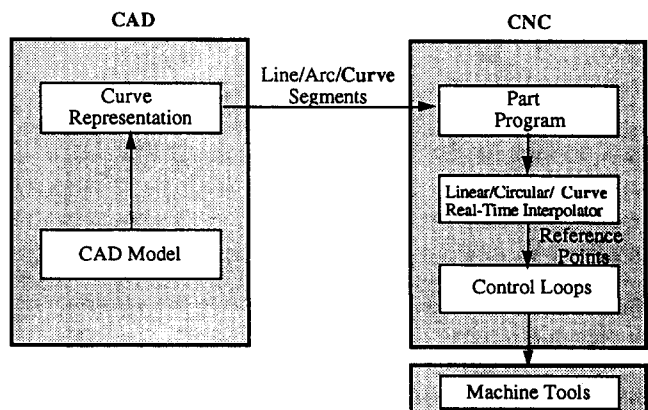 CAD
Curve
Representation
CAD Model
Line/Arc/Curve
Segments
CNC
Part
Program
Linear/Circular/ Curve
Real-Time Interpolator
Reference
Points
Control Loops
Machine Tools